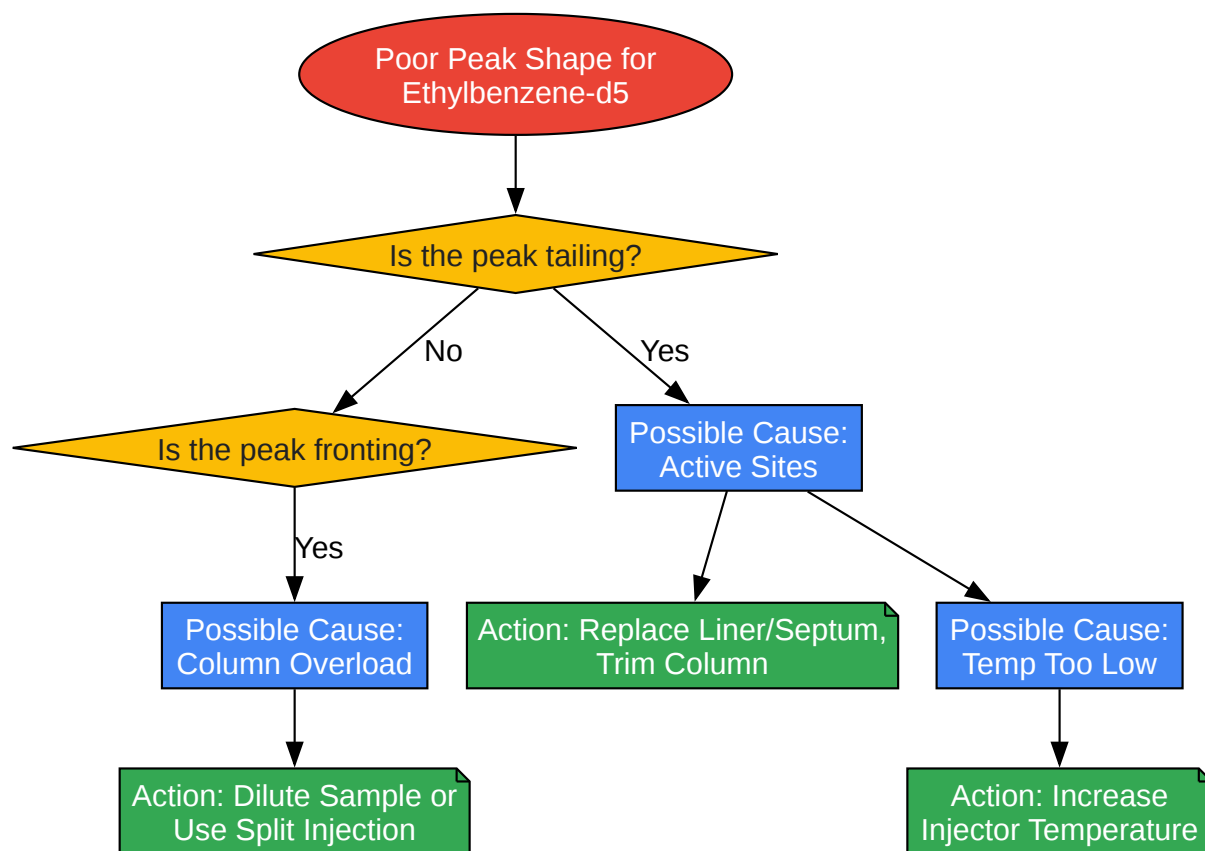 Poor Peak Shape for
Ethylbenzene-d5
Is the peak tailing?
No
Yes
Is the peak fronting?
Possible Cause:
Active Sites
Yes
Possible Cause:
Column Overload
Action: Replace Liner/Septum,
Trim Column
Possible Cause:
Temp Too Low
Action: Dilute Sample or
Use Split Injection
Action: Increase
Injector Temperature